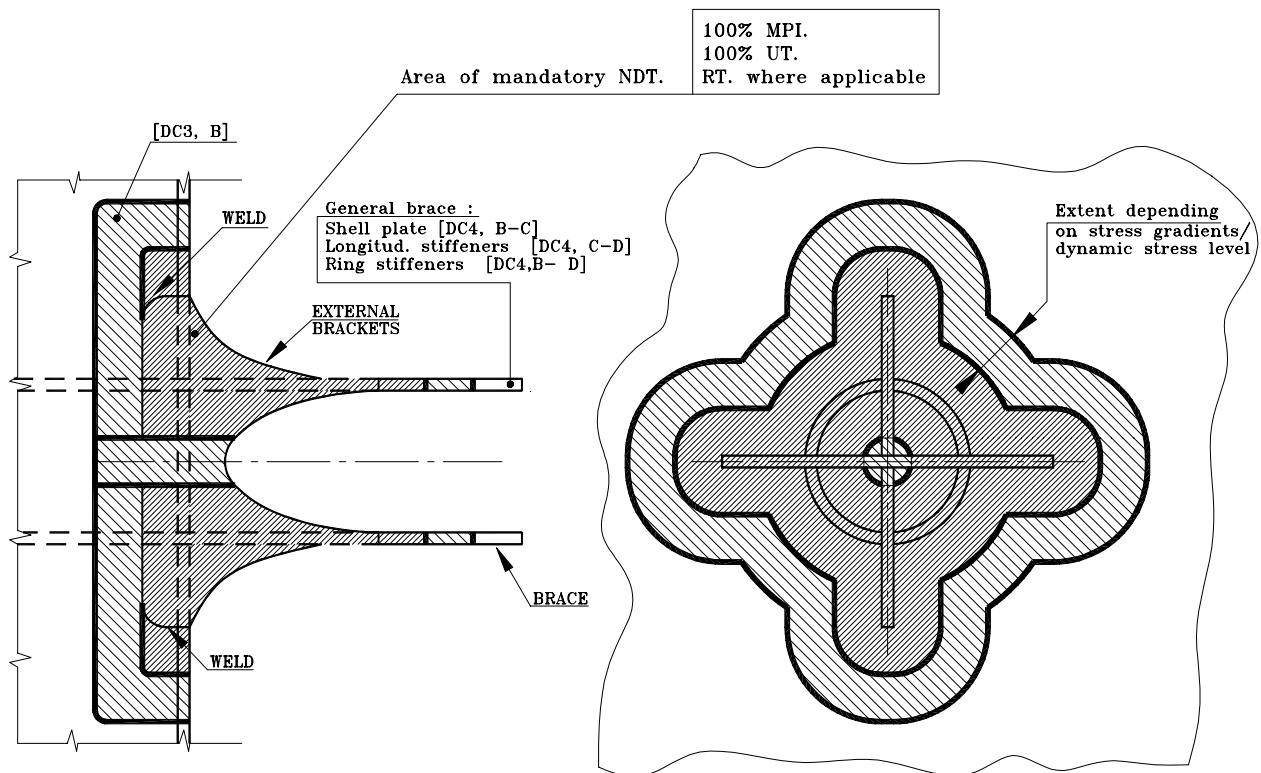 100% MPI.
100% UT.
RT. where applicable
Area of mandatory NDT.
[DC3, B]
WELD
General brace :
Shell plate [DC4, B-C]
Longitud. stiffeners [DC4, C-D]
Ring stiffeners [DC4,B- D]
EXTERNAL
BRACKETS
Extent depending
on stress gradients/
dynamic stress level
BRACE
WELD